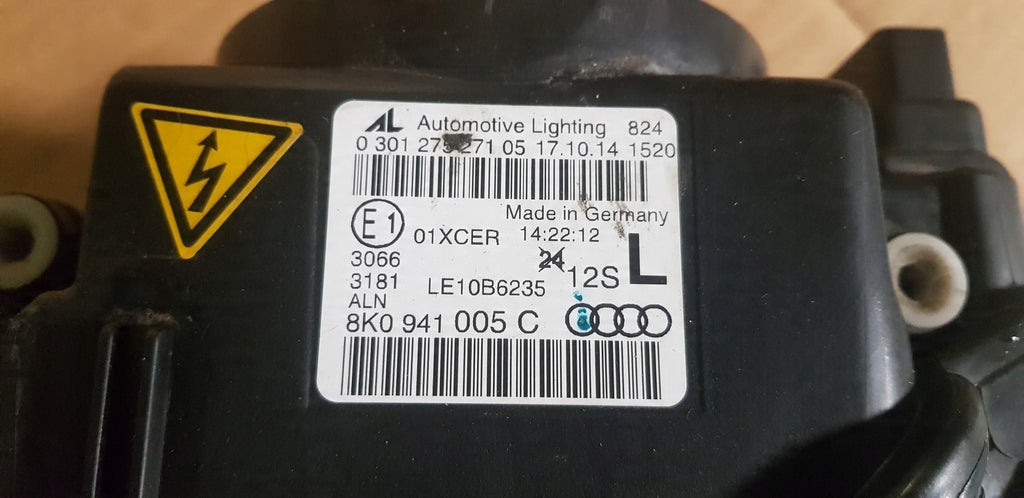 AL Automotive Lighting 824
0 301 275 271 05 17.10.14 1520
Made in Germany
E1 01XCER 14:22:12
3066 24 12S L
3181 LE10B6235
ALN
8K0 941 005 C